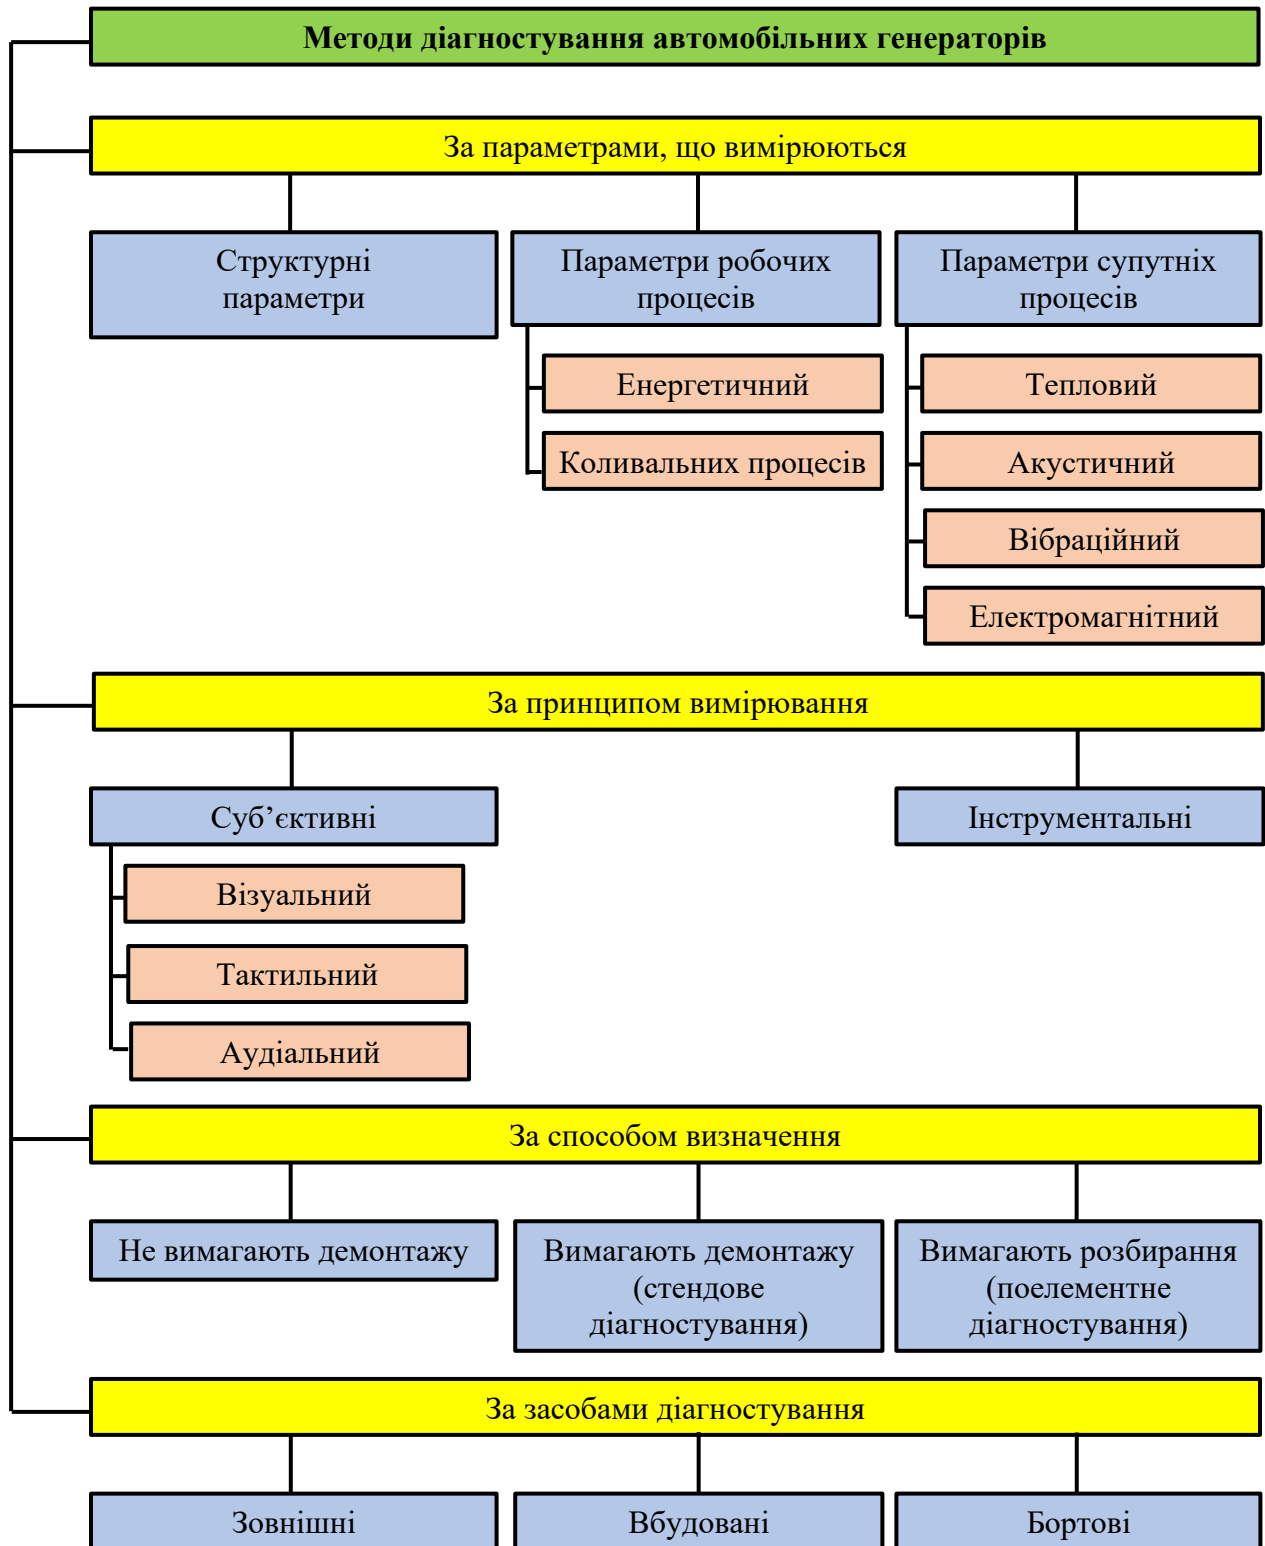 Методи діагностування автомобільних генераторів
За параметрами, що вимірюються
Структурні
параметри
Параметри робочих
процесів
Параметри супутніх
процесів
Енергетичний
Коливальних процесів
Тепловий
Акустичний
Вібраційний
Електромагнітний
За принципом вимірювання
Суб’єктивні
Інструментальні
Візуальний
Тактильний
Аудіальний
За способом визначення
Не вимагають демонтажу
Вимагають демонтажу
(стендове
діагностування)
Вимагають розбирання
(поелементне
діагностування)
За засобами діагностування
Зовнішні
Вбудовані
Бортові